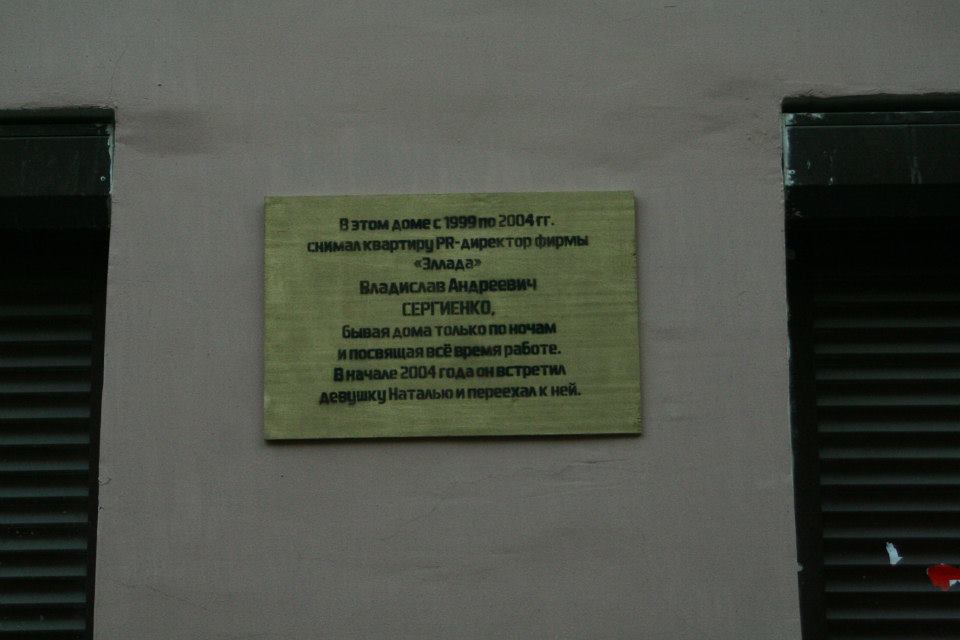 В этом доме с 1999 по 2004 гг.
снимал квартиру PR-директор фирмы
«Эллада»
Владислав Андреевич
СЕРГИЕНКО,
бывая дома только по ночам
и посвящая всё время работе.
В начале 2004 года он встретил
девушку Наталью и переехал к ней.